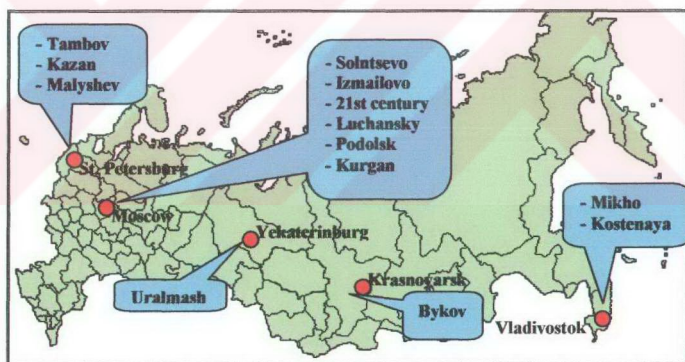 - Tambov
- Kazan
- Malyshev
- Solntsevo
- Izmailovo
- 21st century
- Luchansky
- Podolsk
- Kurgan
St. Petersburg
Moscow
- Mikho
- Kostenaya
Yekaterinburg
Uralmash
Krasnoyarsk
Bykov
Vladivostok